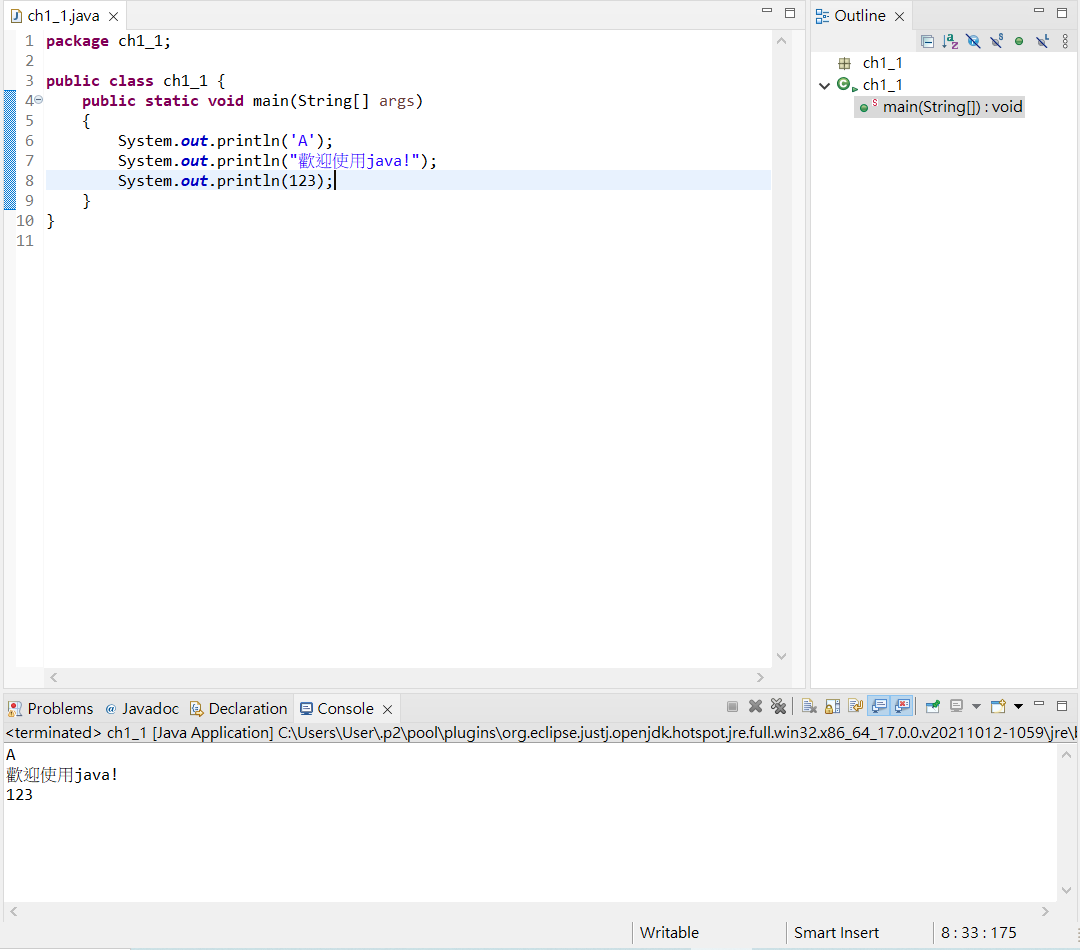 ch1_1.java
1 package ch1_1;
2
3 public class ch1_1 {
4 public static void main(String[] args)
5 {
6 System.out.println('A');
7 System.out.println("歡迎使用java!");
8 System.out.println(123);
9 }
10 }
11
Outline
ch1_1
ch1_1
main(String[]) : void
Problems @ Javadoc Declaration Console
<terminated> ch1_1 [Java Application] C:\Users\User\.p2\pool\plugins\org.eclipse.justj.openjdk.hotspot.jre.full.win32.x86_64_17.0.0.v20211012-1059\jre\b
A
歡迎使用java!
123
Writable Smart Insert 8 : 33 : 175